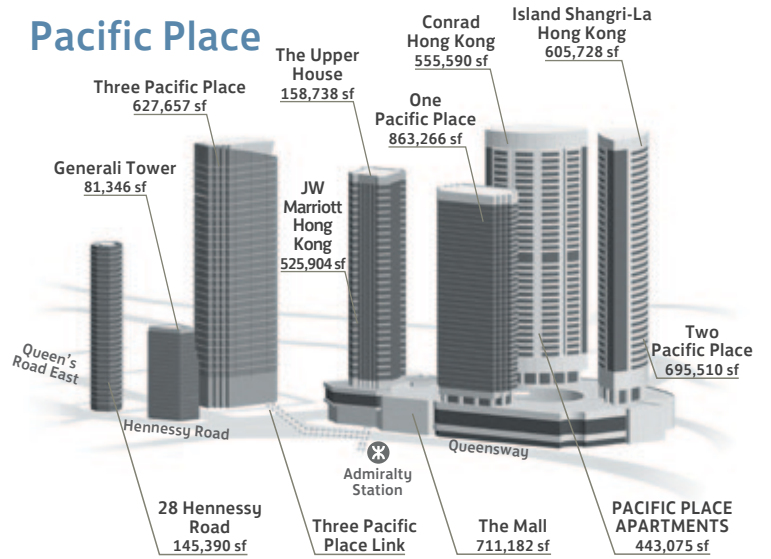 Pacific Place
Three Pacific Place
627,657 sf
The Upper
House
158,738 sf
Conrad
Hong Kong
555,590 sf
Island Shangri-La
Hong Kong
605,728 sf
One
Pacific Place
863,266 sf
Generali Tower
81,346 sf
JW
Marriott
Hong
Kong
525,904 sf
Two
Pacific Place
695,510 sf
Queen's
Road East
Hennessy Road
Queensway
Admiralty
Station
28 Hennessy
Road
145,390 sf
Three Pacific
Place Link
The Mall
711,182 sf
PACIFIC PLACE
APARTMENTS
443,075 sf